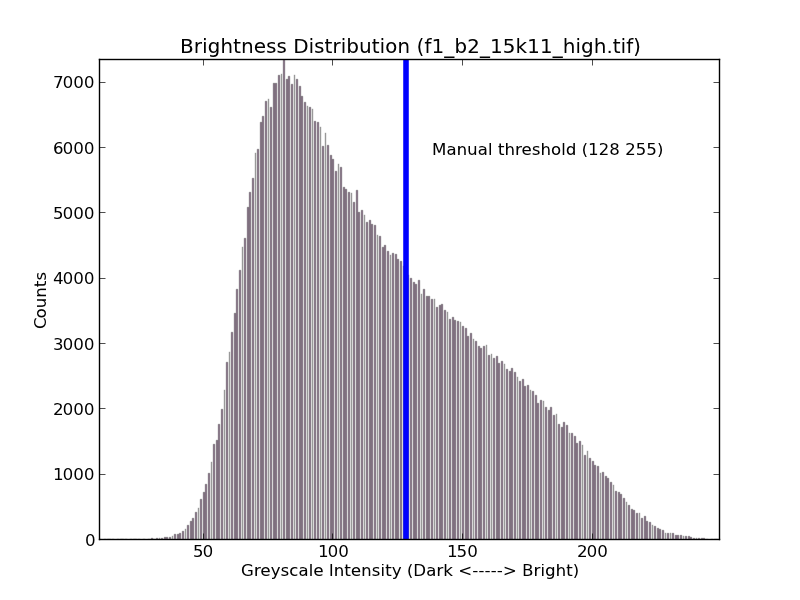 Brightness Distribution (f1_b2_15k11_high.tif)
7000
6000
5000
4000
3000
2000
1000
0
Counts
Manual threshold (128 255)
50 100 150 200
Greyscale Intensity (Dark <-----> Bright)